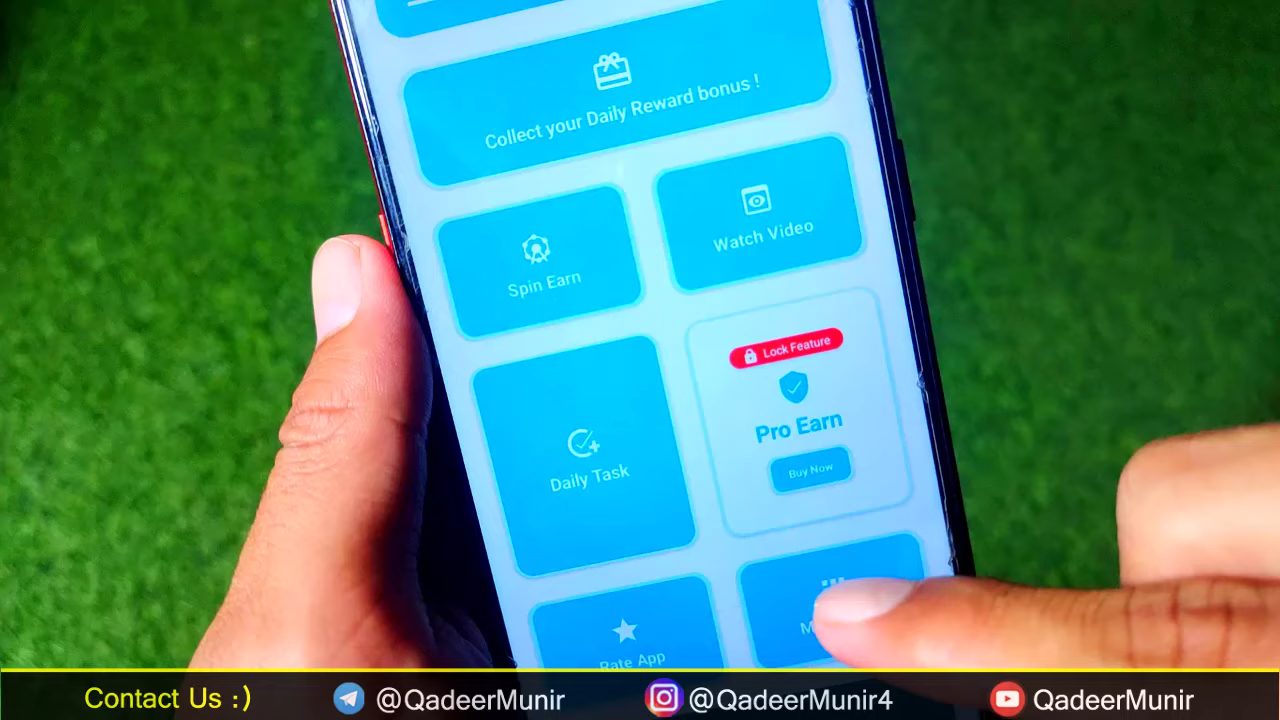 Collect your Daily Reward bonus !
Spin Earn
Watch Video
Lock Feature
Pro Earn
Buy Now
Daily Task
Rate App
Contact Us :)
@QadeerMunir
@QadeerMunir4
QadeerMunir